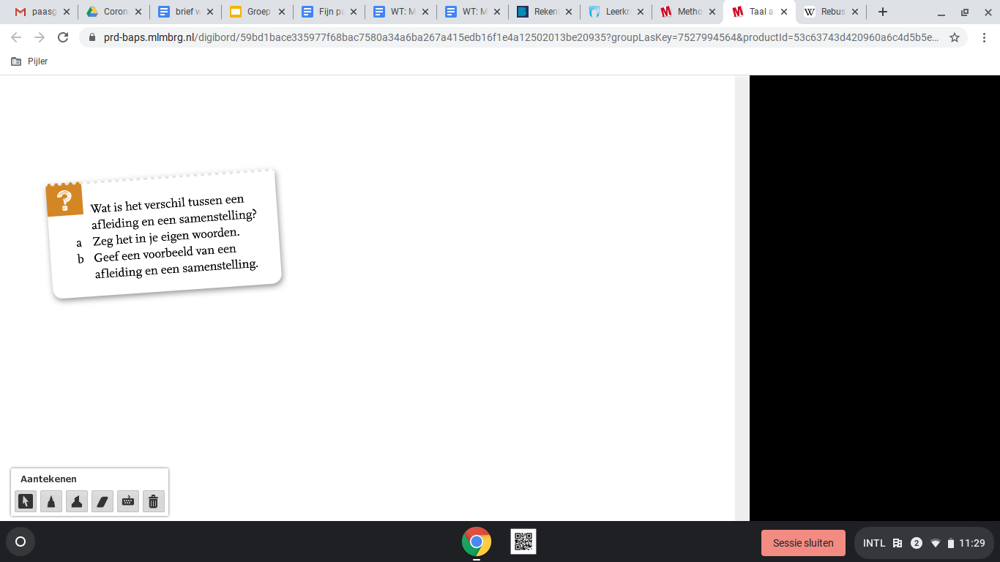 paasg
Coron
brief w
Groep
Fijn pa
WT: M
WT: M
Reken
Leerkr
Metho
Taal a
Rebus
prd-baps.mlmbrg.nl/digibord/59bd1bace335977f68bac7580a34a6ba267a415edb16f1e4a12502013be20935?groupLasKey=7527994564&productId=53c63743d420960a6c4d5b5e...
Pijler
?
Wat is het verschil tussen een
afleiding en een samenstelling?
a Zeg het in je eigen woorden.
b Geef een voorbeeld van een
afleiding en een samenstelling.
Aantekenen
Sessie sluiten
INTL 2 11:29